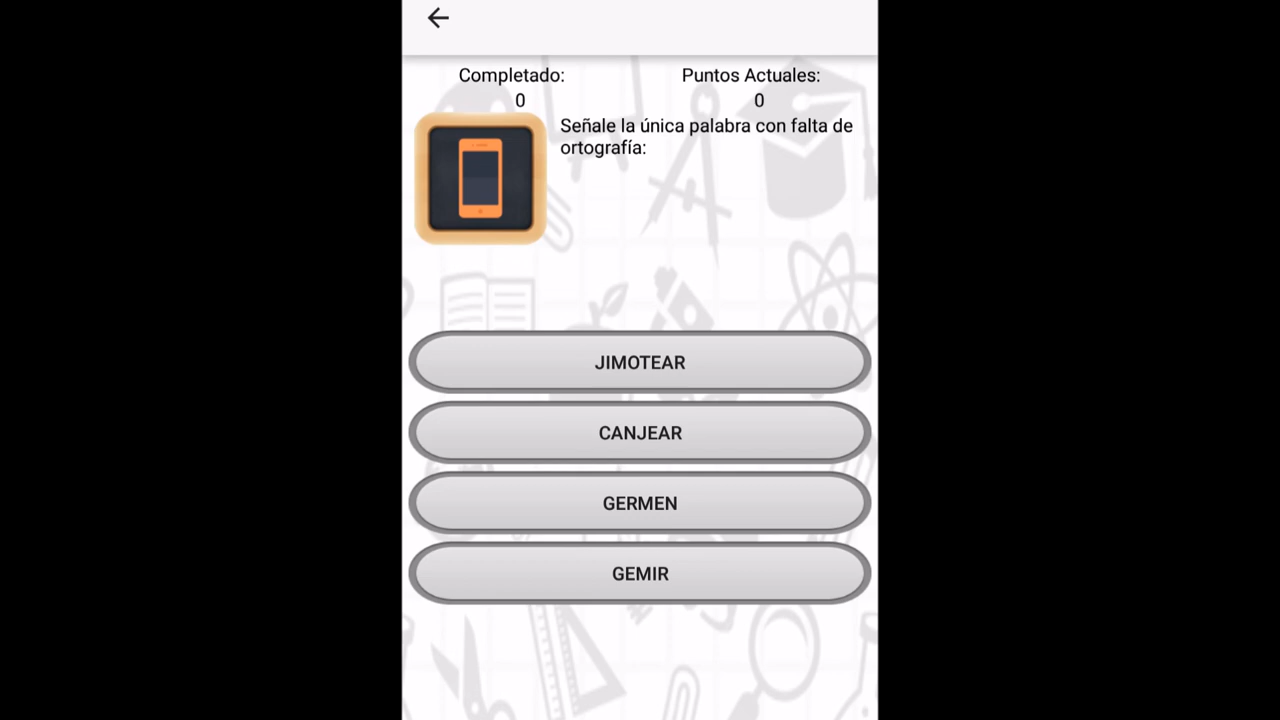 Completado:
Puntos Actuales:
0
0
Señale la única palabra con falta de
ortografía:
JIMOTEAR
CANJEAR
GERMEN
GEMIR